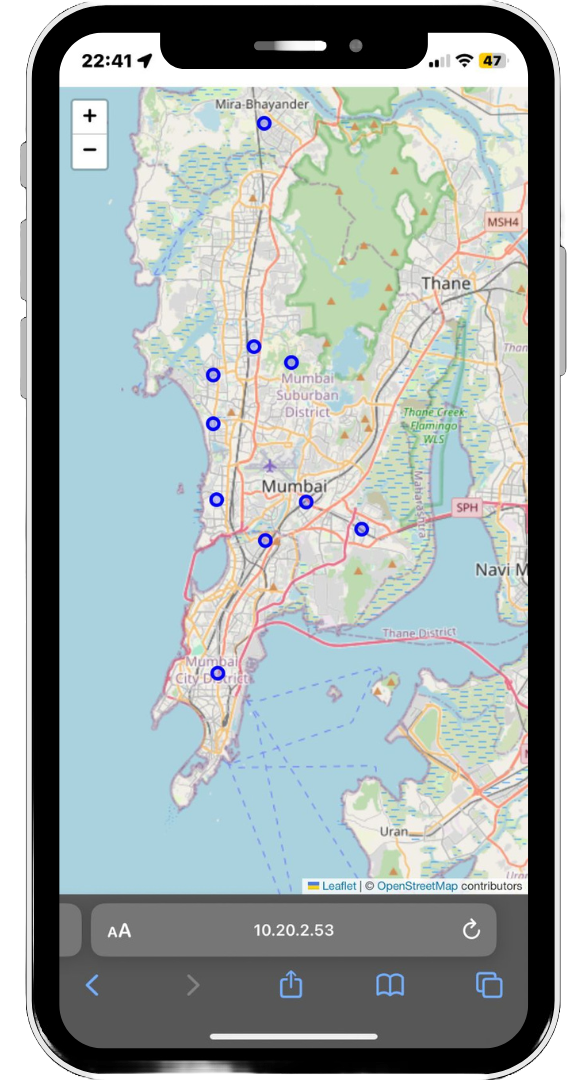 22:41
47
Mira-Bhayander
+
−
MSH4
Thane
Mumbai
Suburban
District
Thane Creek
Flamingo
WLS
Maharashtra
Mumbai
SPH
Navi M
Thane District
Mumbai
City District
Uran
Leaflet | © OpenStreetMap contributors
AA
10.20.2.53